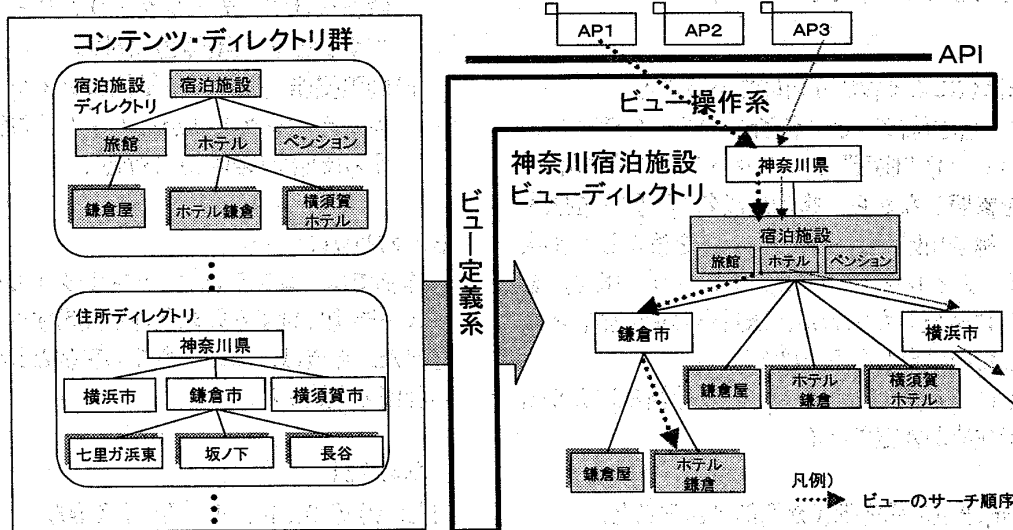 コンテンツ・ディレクトリ群
宿泊施設
ディレクトリ
宿泊施設
旅館
ホテル
ペンション
鎌倉屋
ホテル鎌倉
横須賀
ホテル
住所ディレクトリ
神奈川県
横浜市
鎌倉市
横須賀市
七里ガ浜東
坂ノ下
長谷
ビュー定義系
AP1
AP2
AP3
API
ビュー操作系
神奈川宿泊施設
ビューディレクトリ
神奈川県
宿泊施設
旅館
ホテル
ペンション
鎌倉市
横浜市
鎌倉屋
ホテル
鎌倉
横須賀
ホテル
鎌倉屋
ホテル
鎌倉
凡例)
ビューのサーチ順序